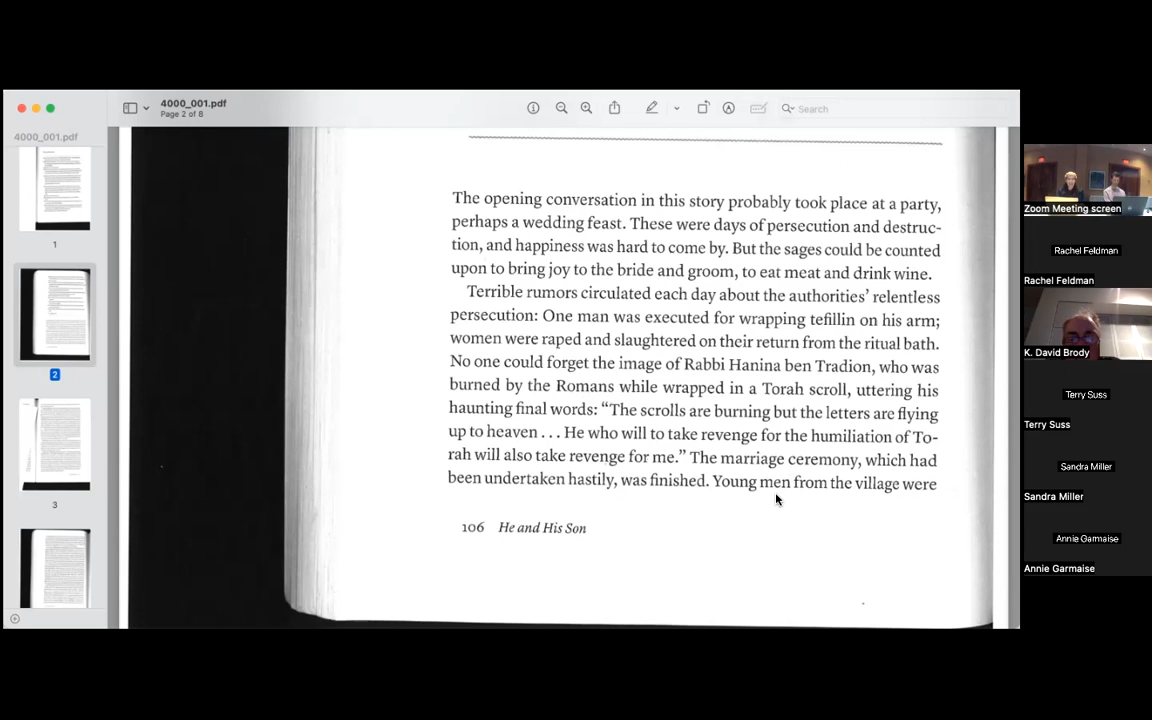 4000_001.pdf
Page 2 of 8
Search
4000_001.pdf
1
2
3
The opening conversation in this story probably took place at a party,
perhaps a wedding feast. These were days of persecution and destruc-
tion, and happiness was hard to come by. But the sages could be counted
upon to bring joy to the bride and groom, to eat meat and drink wine.
Terrible rumors circulated each day about the authorities’ relentless
persecution: One man was executed for wrapping tefillin on his arm;
women were raped and slaughtered on their return from the ritual bath.
No one could forget the image of Rabbi Hanina ben Tradion, who was
burned by the Romans while wrapped in a Torah scroll, uttering his
haunting final words: “The scrolls are burning but the letters are flying
up to heaven . . . He who will to take revenge for the humiliation of To-
rah will also take revenge for me.” The marriage ceremony, which had
been undertaken hastily, was finished. Young men from the village were
106 He and His Son
Zoom Meeting screen
Rachel Feldman
Rachel Feldman
K. David Brody
Terry Suss
Terry Suss
Sandra Miller
Sandra Miller
Annie Garmaise
Annie Garmaise